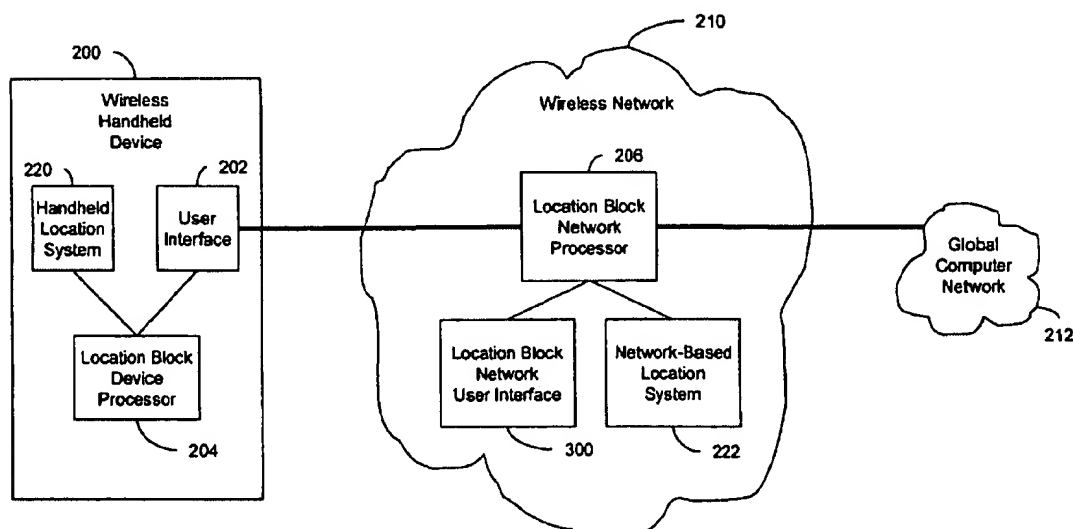 210
200
Wireless
Handheld
Device
Wireless Network
220
202
206
Handheld
Location
System
User
Interface
Location Block
Network
Processor
Global
Computer
Network
212
Location Block
Device
Processor
Location Block
Network
User Interface
Network-Based
Location
System
204
300
222